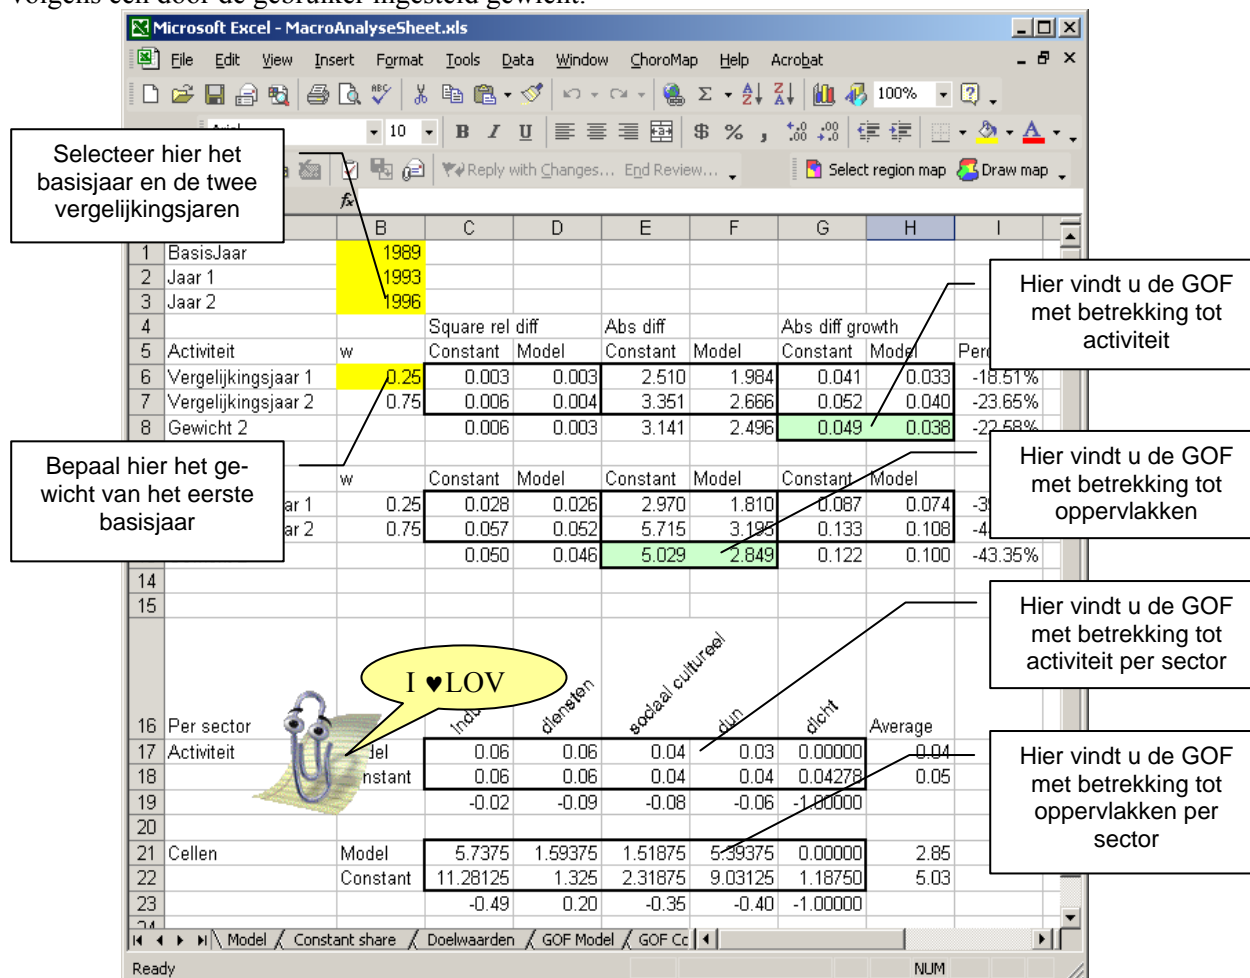 volgens een door de gebruiker ingesteld gewicht.
Microsoft Excel - MacroAnalyseSheet.xls
File Edit View Insert Format Tools Data Window ChoroMap Help Acrobat
100%
10 B I U $ % ,
Reply with Changes... End Review... Select region map Draw map
Selecteer hier het
basisjaar en de twee
vergelijkingsjaren
fx
B C D E F G H I
1 BasisJaar 1989
2 Jaar 1 1993
3 Jaar 2 1996
4 Square rel diff Abs diff Abs diff growth
5 Activiteit w Constant Model Constant Model Constant Model
6 Vergelijkingsjaar 1 0.25 0.003 0.003 2.510 1.984 0.041 0.033 -18.51%
7 Vergelijkingsjaar 2 0.75 0.006 0.004 3.351 2.666 0.052 0.040 -23.65%
8 Gewicht 2 0.006 0.003 3.141 2.496 0.049 0.038 -22.58%
Hier vindt u de GOF
met betrekking tot
activiteit
Bepaal hier het ge-
wicht van het eerste
basisjaar
w Constant Model Constant Model Constant Model
ar 1 0.25 0.028 0.026 2.970 1.810 0.087 0.074
ar 2 0.75 0.057 0.052 5.715 3.195 0.133 0.108
0.050 0.046 5.029 2.849 0.122 0.100 -43.35%
Hier vindt u de GOF
met betrekking tot
oppervlakken
14
15
I ♥LOV
16 Per sector diensten sociaal cultureel dun dicht Average
17 Activiteit 0.06 0.06 0.04 0.03 0.00000 0.04
18 nstant 0.06 0.06 0.04 0.04 0.04278 0.05
19 -0.02 -0.09 -0.08 -0.06 -1.00000
20
21 Cellen Model 5.7375 1.59375 1.51875 5.39375 0.00000 2.85
22 Constant 11.28125 1.325 2.31875 9.03125 1.18750 5.03
23 -0.49 0.20 -0.35 -0.40 -1.00000
Hier vindt u de GOF
met betrekking tot
activiteit per sector
Hier vindt u de GOF
met betrekking tot
oppervlakken per
sector
Model / Constant share / Doelwaarden / GOF Model / GOF Cc
Ready NUM